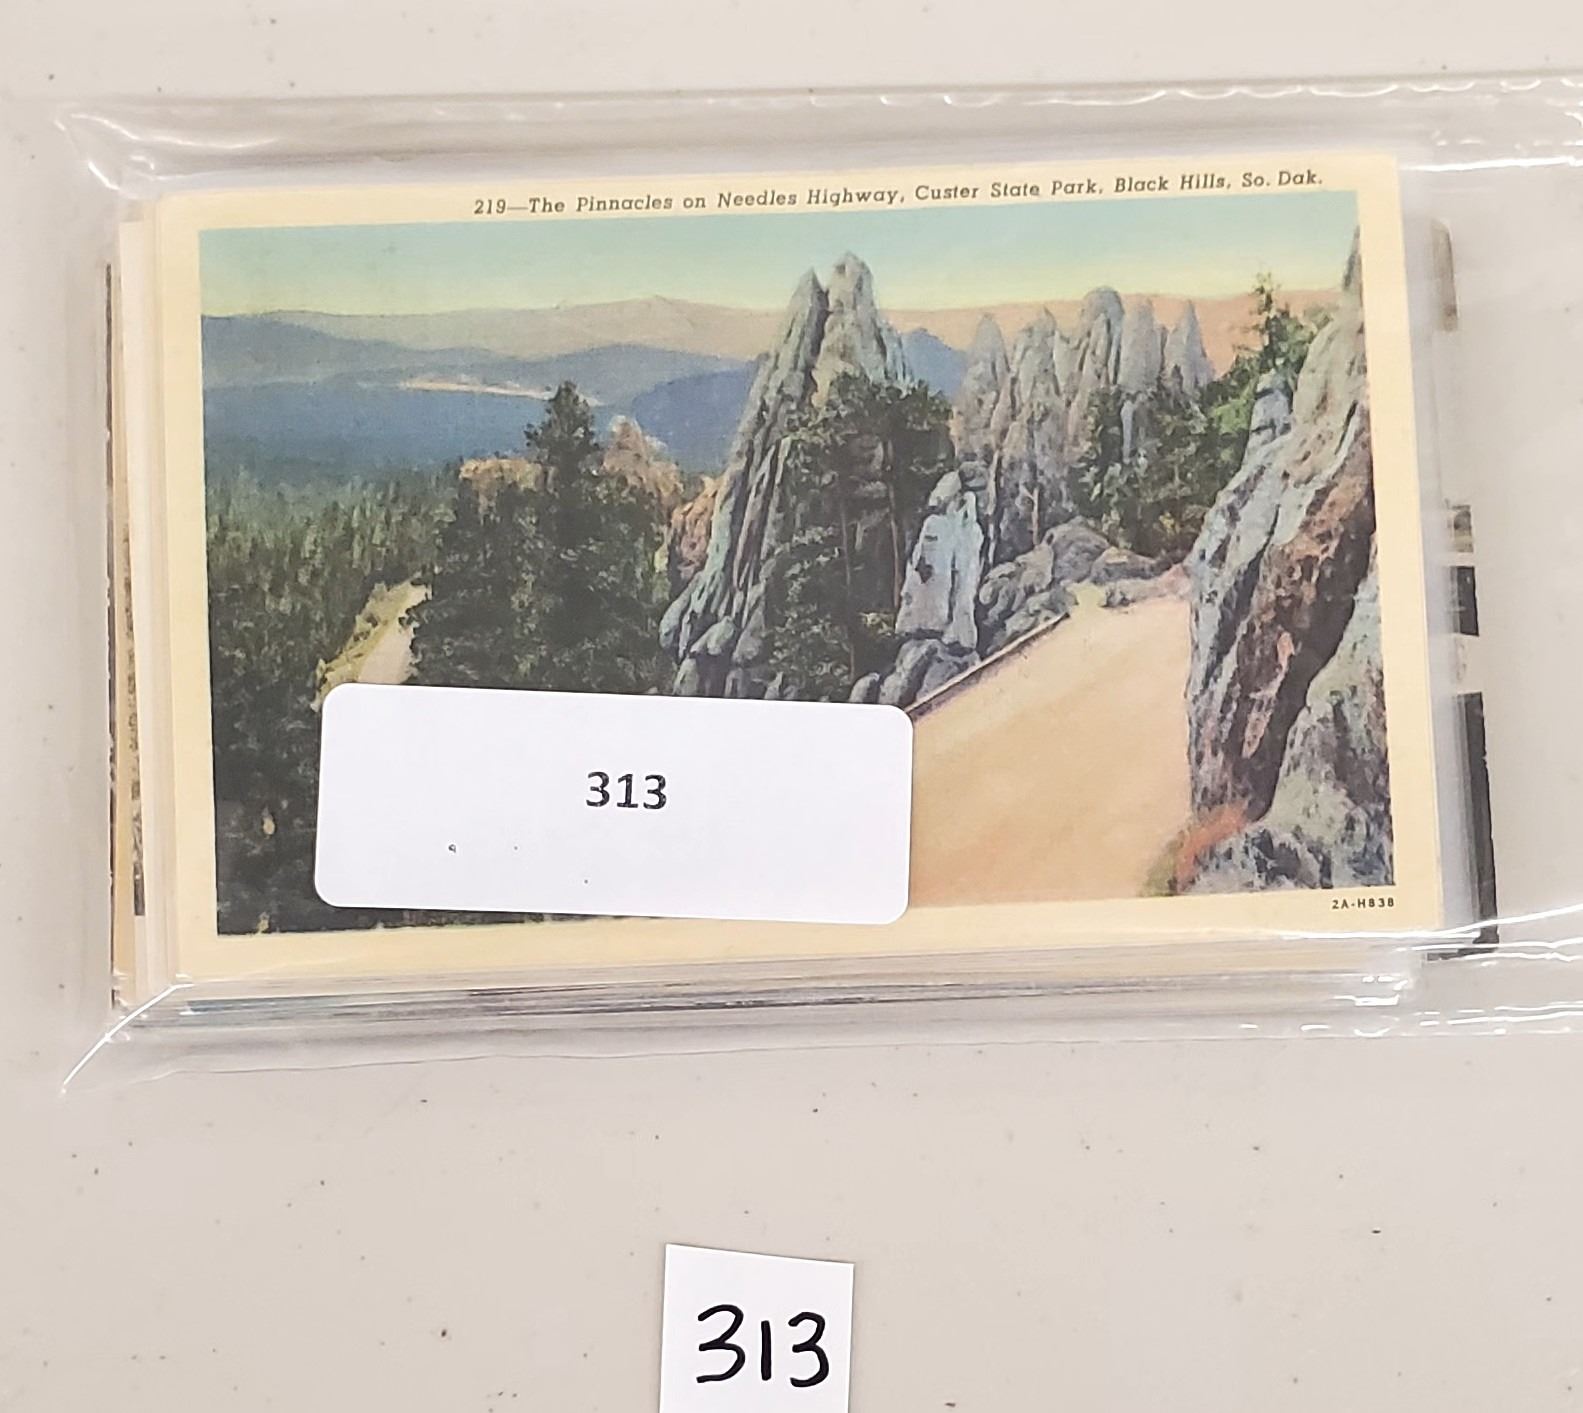 219—The Pinnacles on Needles Highway, Custer State Park, Black Hills, So. Dak.
313
2A-H838
313